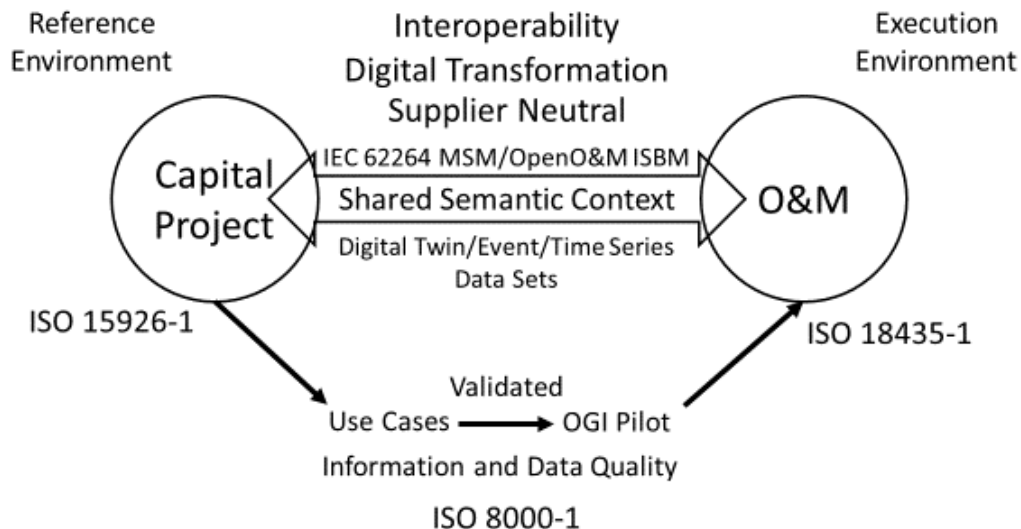 Reference
Environment
Interoperability
Digital Transformation
Supplier Neutral
Execution
Environment
IEC 62264 MSM/OpenO&M ISBM
Capital
Project
Shared Semantic Context
O&M
Digital Twin/Event/Time Series
Data Sets
ISO 15926-1
ISO 18435-1
Validated
Use Cases
OGI Pilot
Information and Data Quality
ISO 8000-1